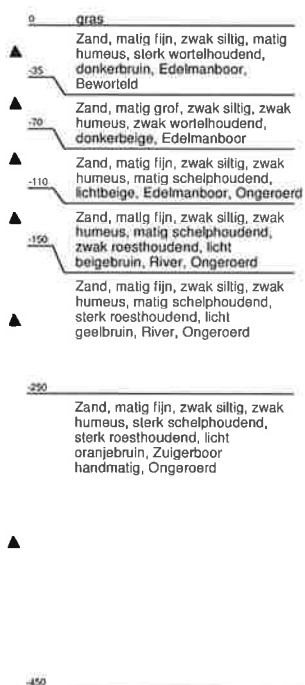 0 gras
Zand, matig fijn, zwak siltig, matig
humeus, sterk wortelhoudend,
-35 donkerbruin, Edelmanboor,
Beworteld
Zand, matig grof, zwak siltig, zwak
humeus, zwak wortelhoudend,
-70 donkerbeige, Edelmanboor
Zand, matig fijn, zwak siltig, zwak
humeus, matig schelphoudend,
-110 lichtbeige, Edelmanboor, Ongeroerd
Zand, matig fijn, zwak siltig, zwak
humeus, matig schelphoudend,
-150 zwak roesthoudend, licht
beigebruin, River, Ongeroerd
Zand, matig fijn, zwak siltig, zwak
humeus, matig schelphoudend,
sterk roesthoudend, licht
geelbruin, River, Ongeroerd
-250
Zand, matig fijn, zwak siltig, zwak
humeus, sterk schelphoudend,
sterk roesthoudend, licht
oranjebruin, Zuigerboor
handmatig, Ongeroerd
-450